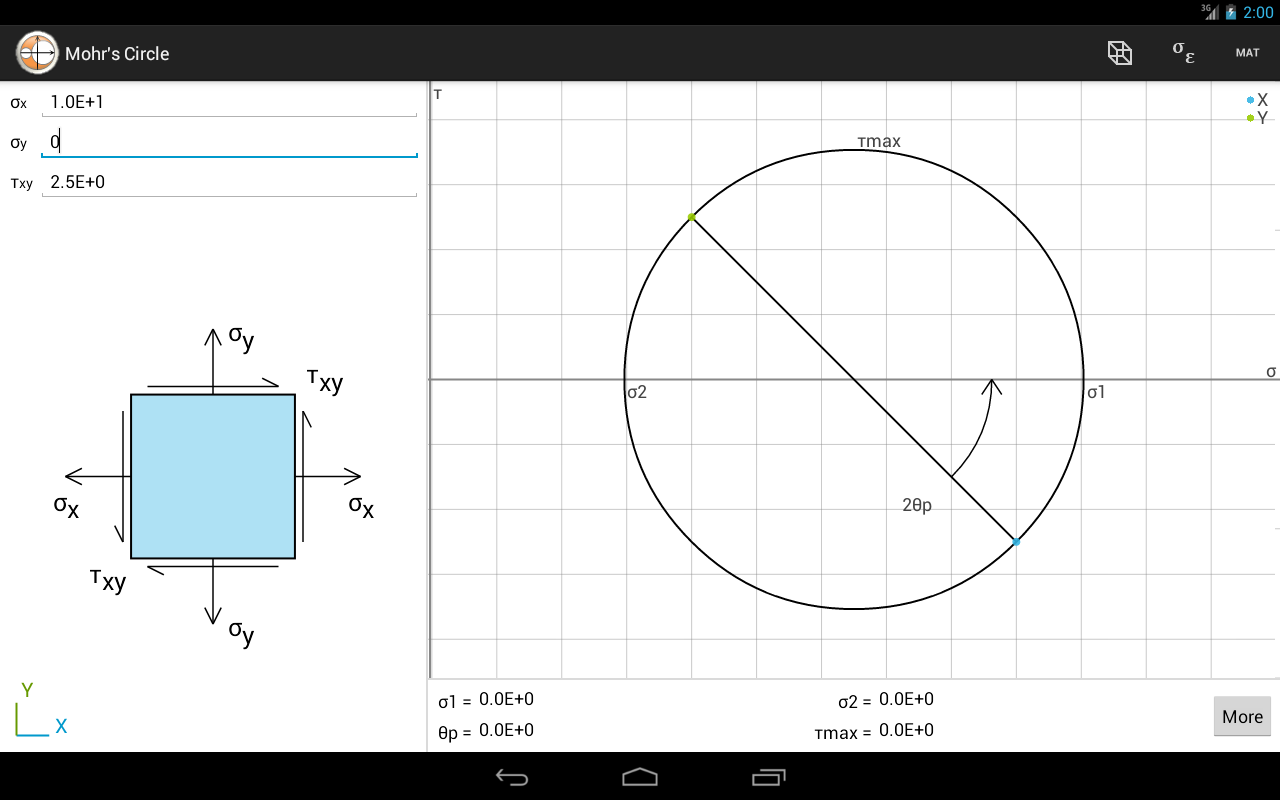 3G 2:00
Mohr's Circle σε MAT
σx 1.0E+1
σy 0
τxy 2.5E+0
τ
X
Y
τmax
σ
σ2
σ1
2θp
σy
τxy
σx
σx
τxy
σy
Y
X
σ1 = 0.0E+0 σ2 = 0.0E+0
θp = 0.0E+0 τmax = 0.0E+0
More